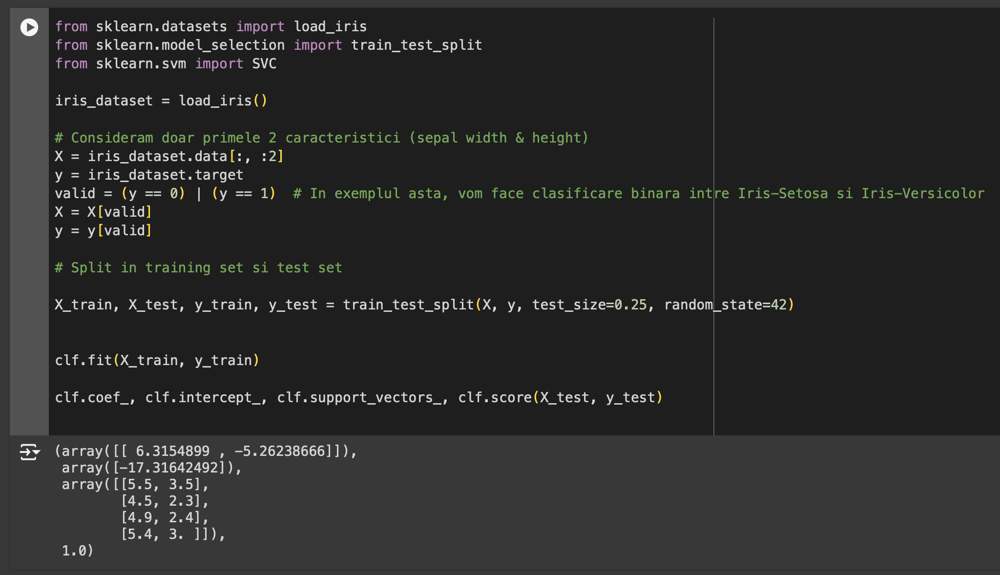 from sklearn.datasets import load_iris
from sklearn.model_selection import train_test_split
from sklearn.svm import SVC
iris_dataset = load_iris()
# Consideram doar primele 2 caracteristici (sepal width & height)
X = iris_dataset.data[:, :2]
y = iris_dataset.target
valid = (y == 0) | (y == 1)  # In exemplul asta, vom face clasificare binara intre Iris-Setosa si Iris-Versicolor
X = X[valid]
y = y[valid]
# Split in training set si test set
X_train, X_test, y_train, y_test = train_test_split(X, y, test_size=0.25, random_state=42)
clf.fit(X_train, y_train)
clf.coef_, clf.intercept_, clf.support_vectors_, clf.score(X_test, y_test)
(array([[ 6.3154899 , -5.26238666]]),
 array([-17.31642492]),
 array([[5.5, 3.5],
        [4.5, 2.3],
        [4.9, 2.4],
        [5.4, 3. ]]),
 1.0)